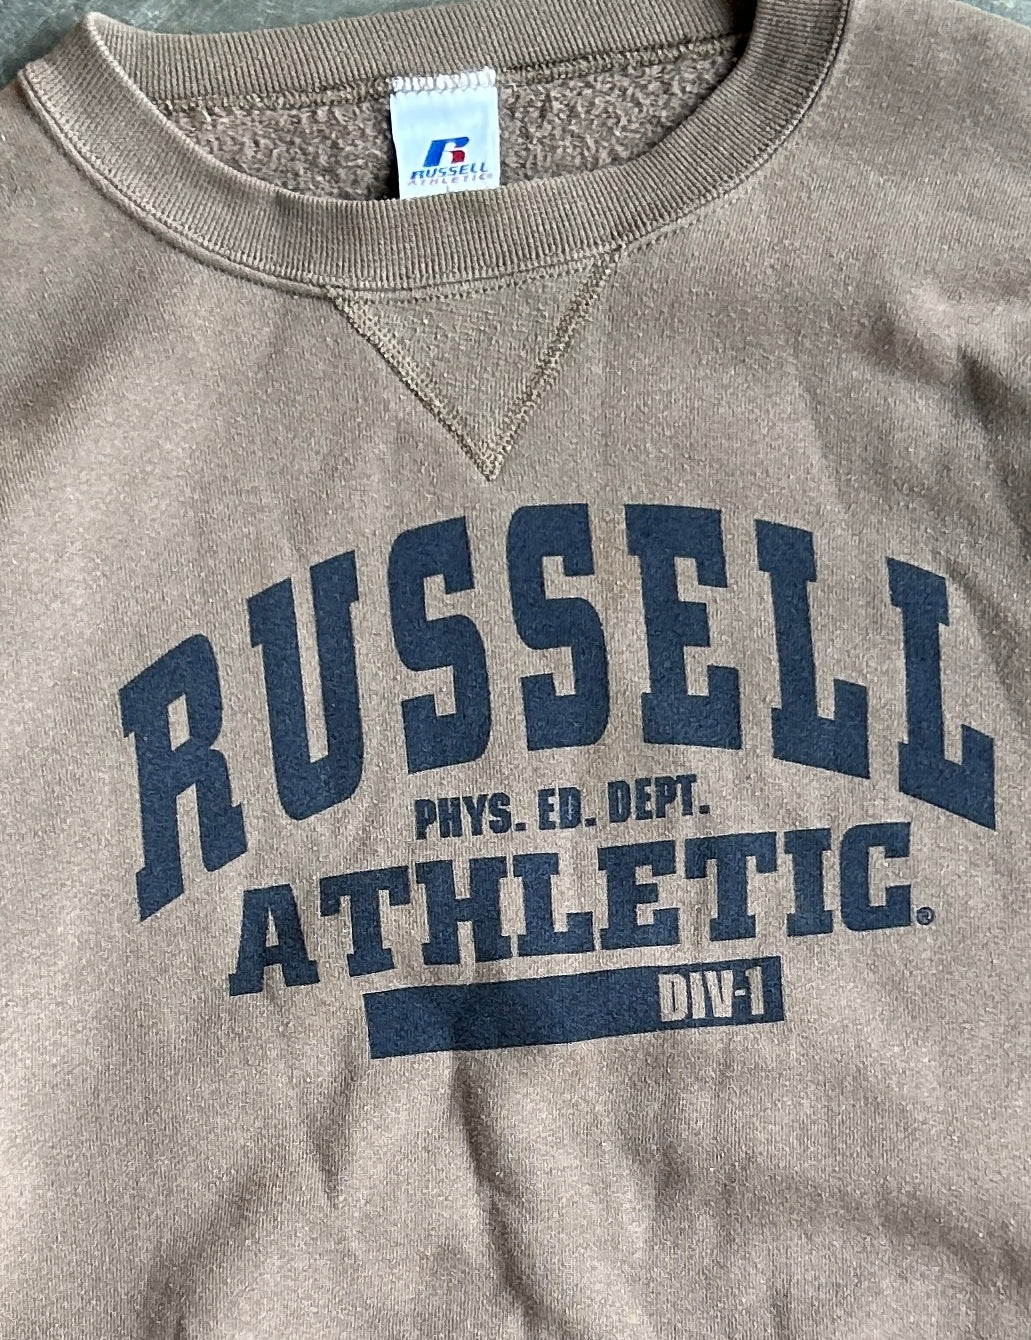 RUSSELL
ATHLETIC
RUSSELL
PHYS. ED. DEPT.
ATHLETIC®
DIV-1